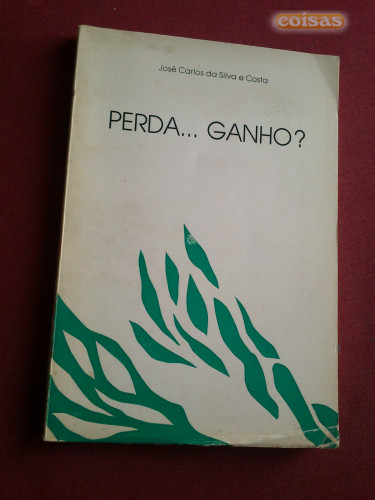 coisas
José Carlos da Silva e Costa
PERDA... GANHO?